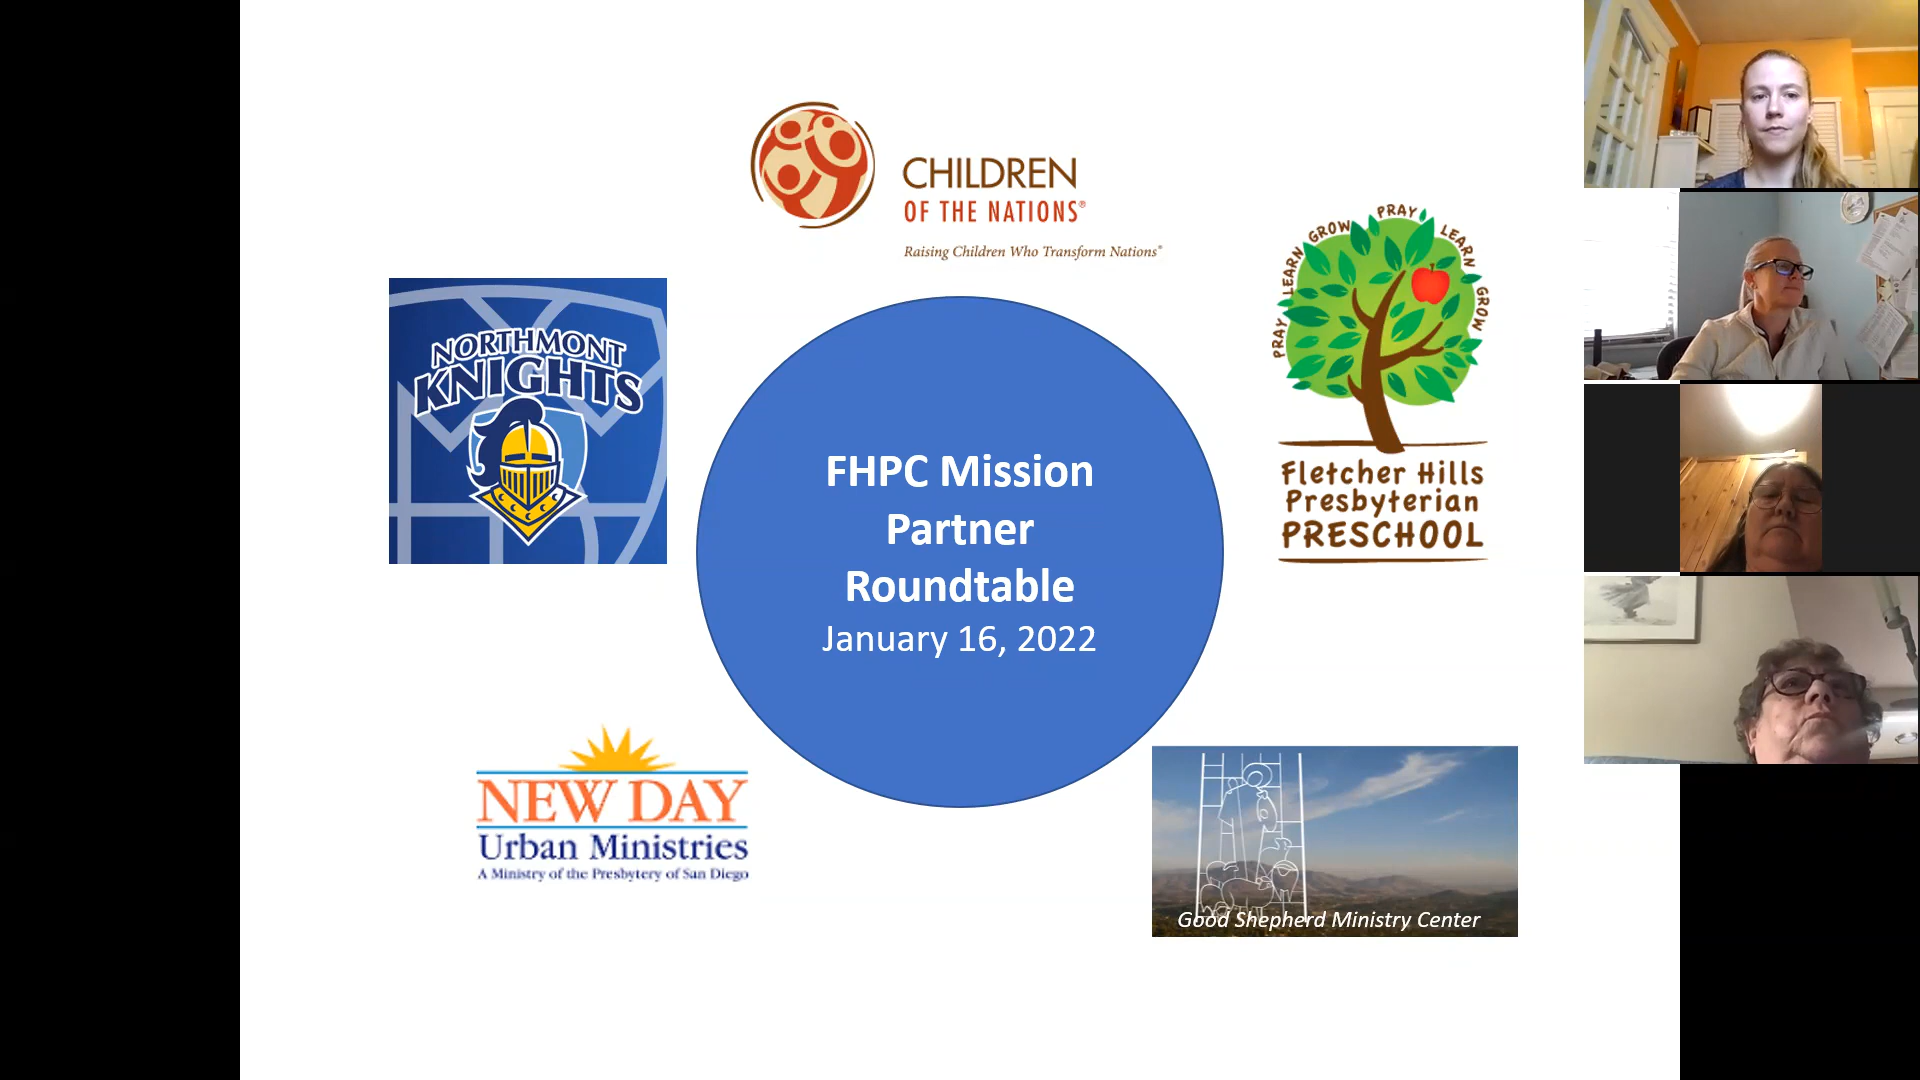 CHILDREN
OF THE NATIONS®
Raising Children Who Transform Nations®
NORTHMONT
KNIGHTS
PRAY LEARN GROW PRAY LEARN GROW
Fletcher Hills
Presbyterian
PRESCHOOL
FHPC Mission
Partner
Roundtable
January 16, 2022
NEW DAY
Urban Ministries
A Ministry of the Presbytery of San Diego
Good Shepherd Ministry Center